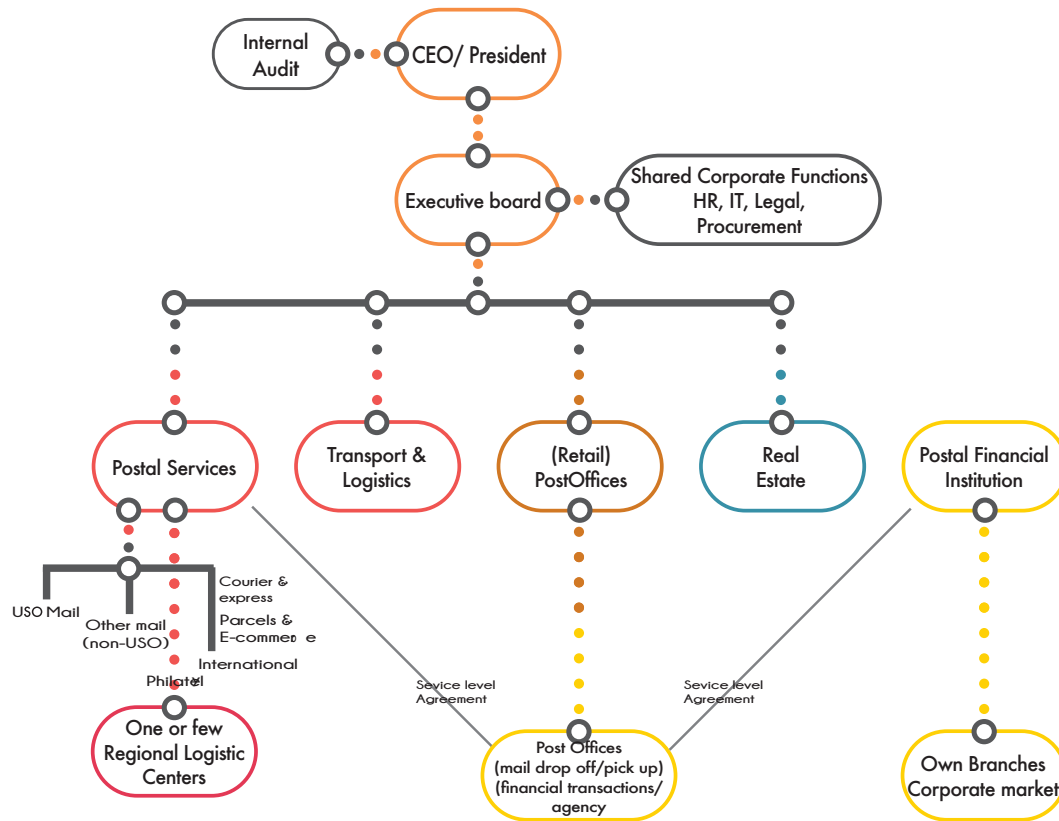 Internal
Audit
CEO/ President
Executive board
Shared Corporate Functions
HR, IT, Legal,
Procurement
Postal Services
Transport &
Logistics
(Retail)
PostOffices
Real
Estate
Postal Financial
Institution
USO Mail
Other mail
(non-USO)
Courier &
express
Parcels &
E-commerce
International
Philately
Sevice level
Agreement
Sevice level
Agreement
One or few
Regional Logistic
Centers
Post Offices
(mail drop off/pick up)
(financial transactions/
agency
Own Branches
Corporate market